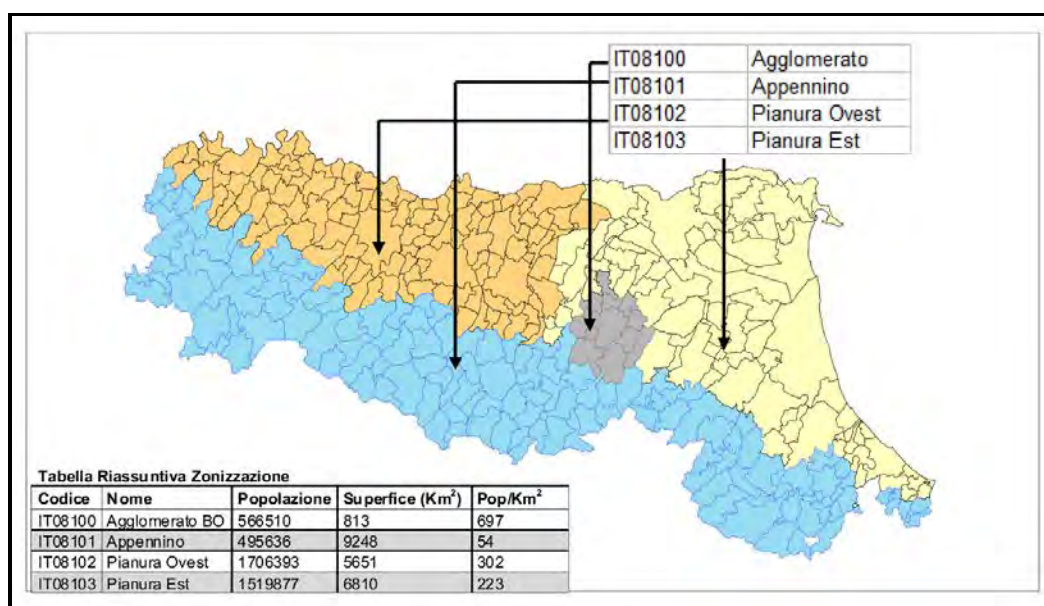 IT08100 Agglomerato
IT08101 Appennino
IT08102 Pianura Ovest
IT08103 Pianura Est
Tabella Riassuntiva Zonizzazione
Codice Nome Popolazione Superfice (Km²) Pop/Km²
IT08100 Agglomerato BO 566510 813 697
IT08101 Appennino 495636 9248 54
IT08102 Pianura Ovest 1706393 5651 302
IT08103 Pianura Est 1519877 6810 223